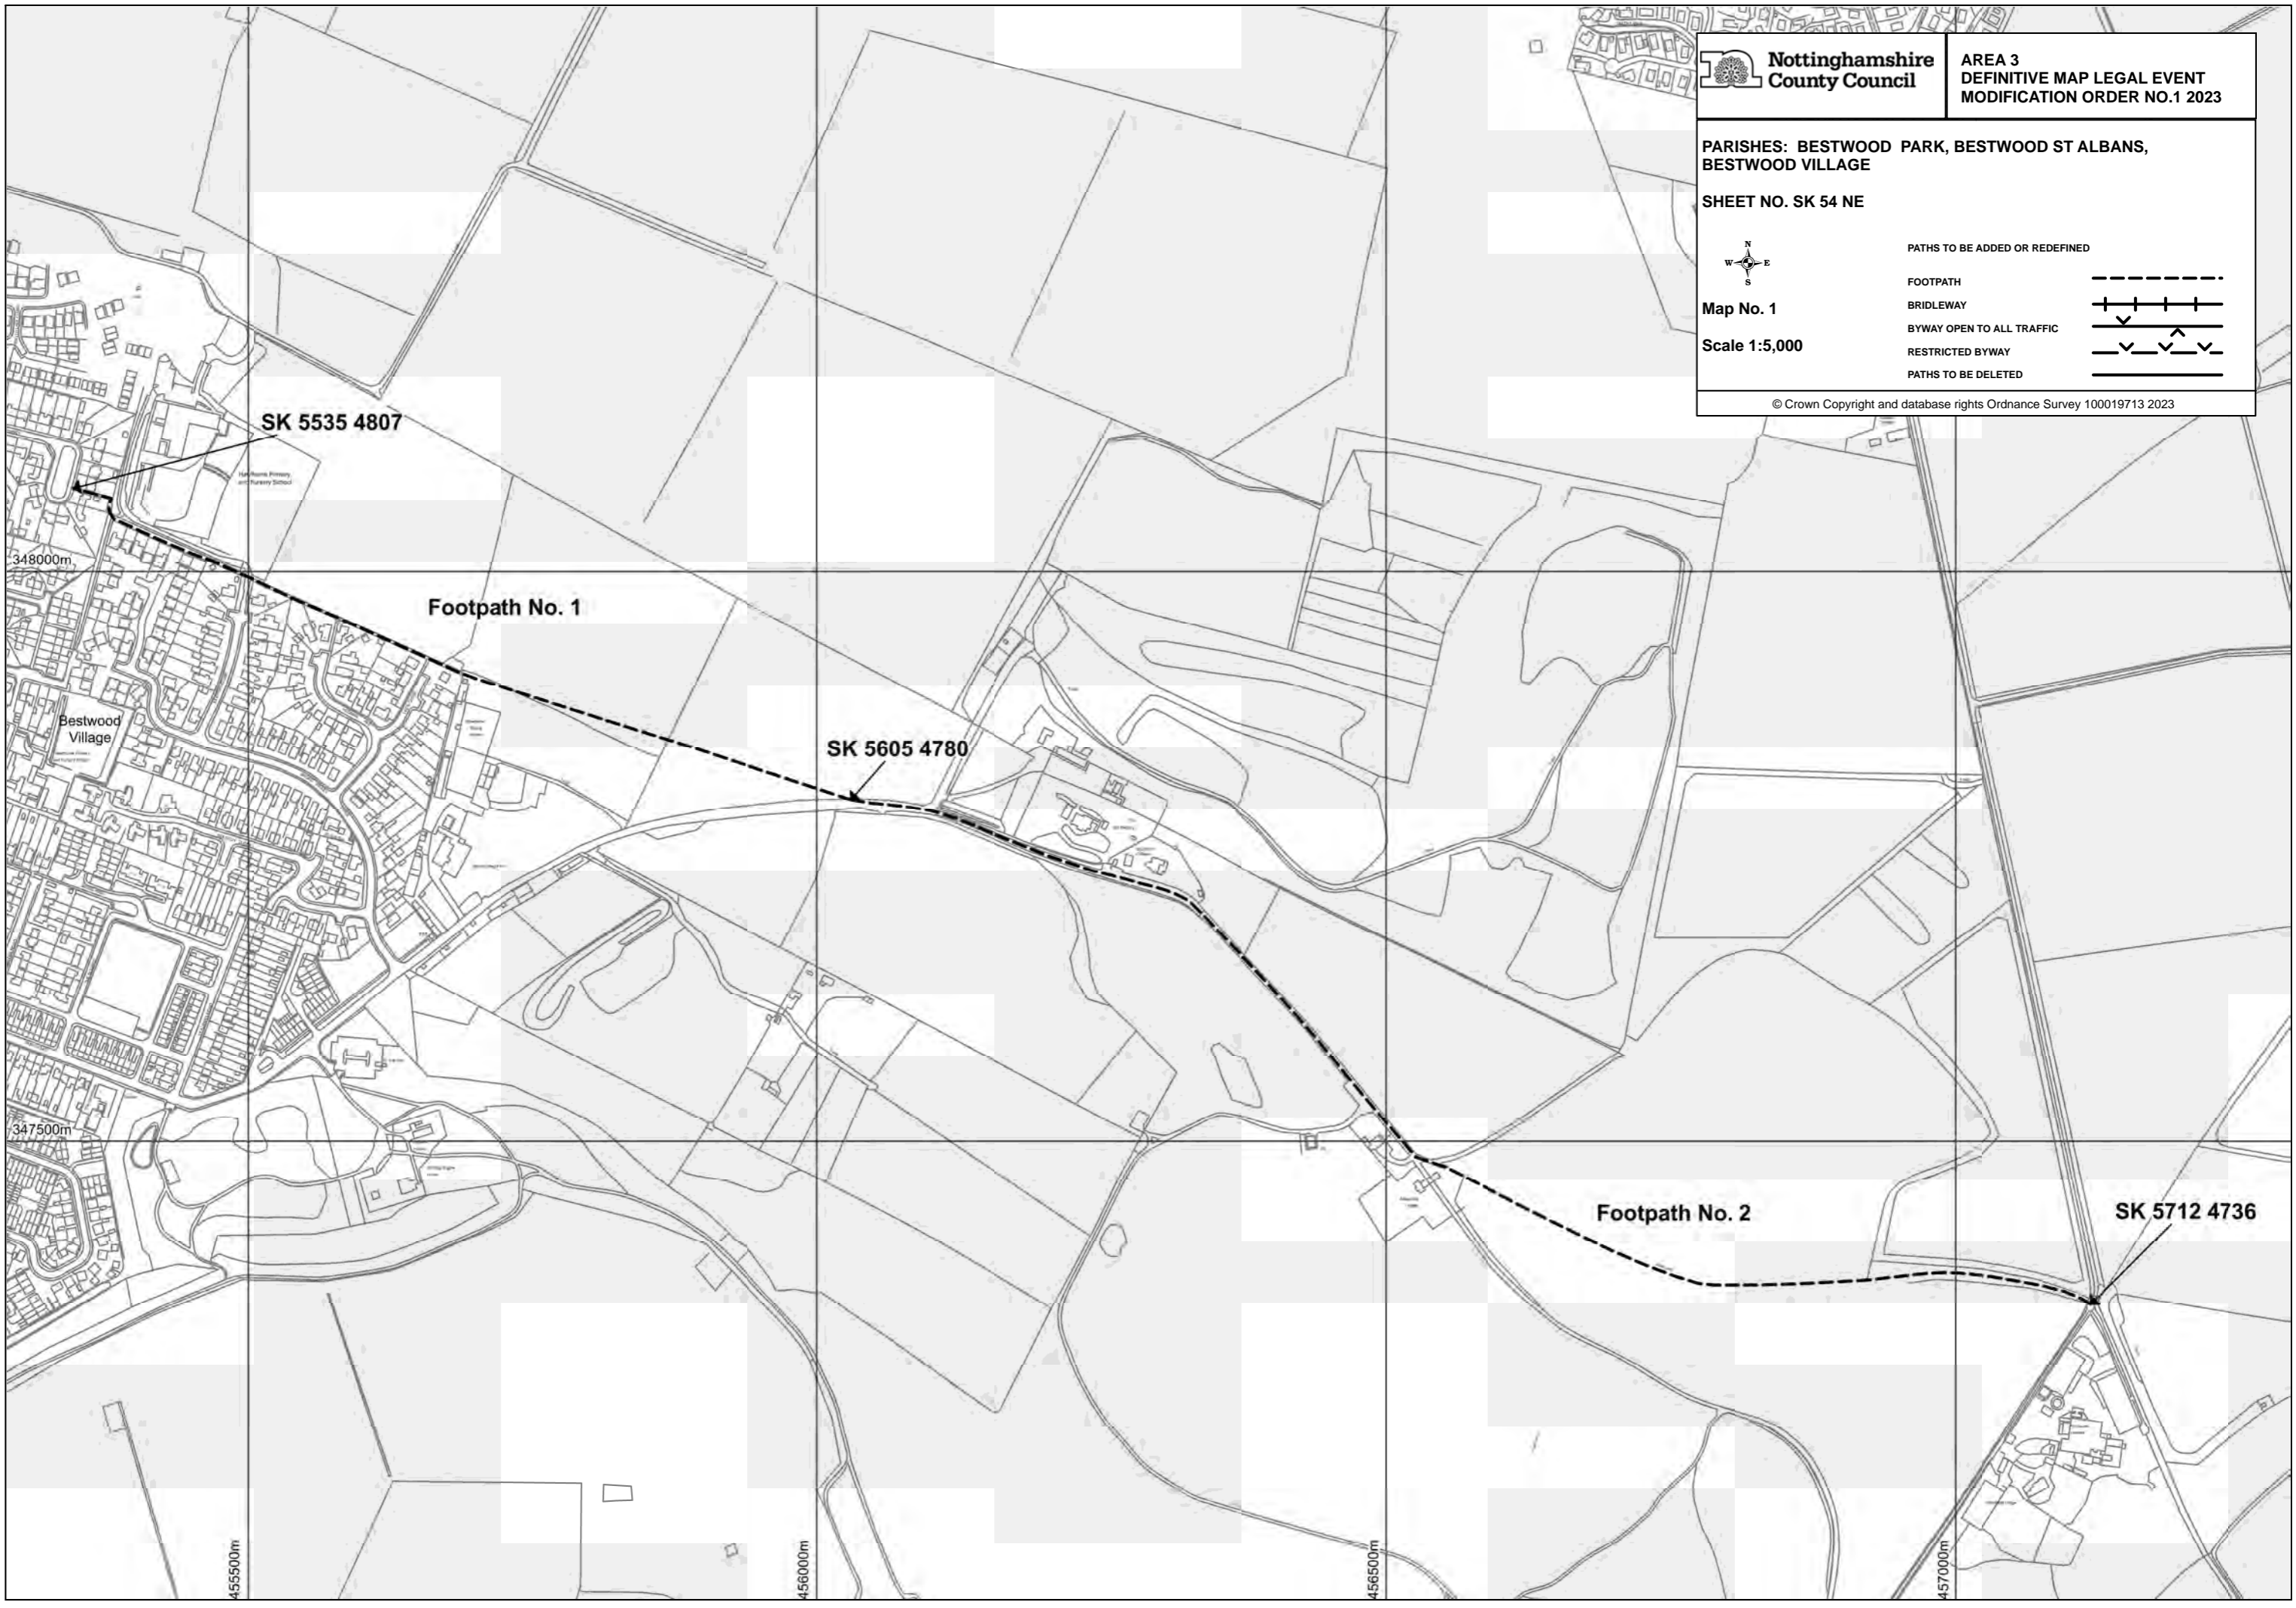 Nottinghamshire
County Council
AREA 3
DEFINITIVE MAP LEGAL EVENT
MODIFICATION ORDER NO.1 2023
PARISHES: BESTWOOD PARK, BESTWOOD ST ALBANS,
BESTWOOD VILLAGE
SHEET NO. SK 54 NE
N
W E
S
Map No. 1
Scale 1:5,000
PATHS TO BE ADDED OR REDEFINED
FOOTPATH
BRIDLEWAY
BYWAY OPEN TO ALL TRAFFIC
RESTRICTED BYWAY
PATHS TO BE DELETED
© Crown Copyright and database rights Ordnance Survey 100019713 2023
SK 5535 4807
348000m
Footpath No. 1
Bestwood
Village
SK 5605 4780
347500m
Footpath No. 2
SK 5712 4736
455500m
456000m
456500m
457000m